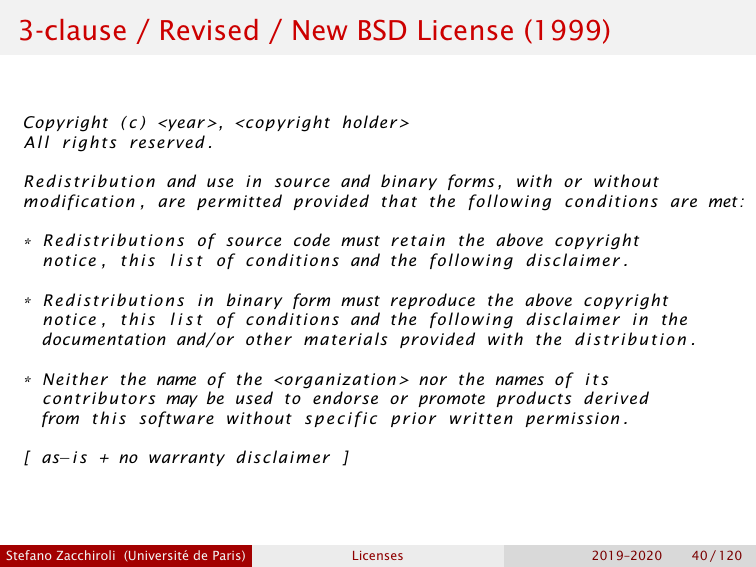 3-clause / Revised / New BSD License (1999)
Copyright (c) <year>, <copyright holder>
All rights reserved.
Redistribution and use in source and binary forms, with or without
modification, are permitted provided that the following conditions are met:
* Redistributions of source code must retain the above copyright
notice, this list of conditions and the following disclaimer.
* Redistributions in binary form must reproduce the above copyright
notice, this list of conditions and the following disclaimer in the
documentation and/or other materials provided with the distribution.
* Neither the name of the <organization> nor the names of its
contributors may be used to endorse or promote products derived
from this software without specific prior written permission.
[ as–is + no warranty disclaimer ]
Stefano Zacchiroli (Université de Paris) Licenses 2019–2020 40 / 120